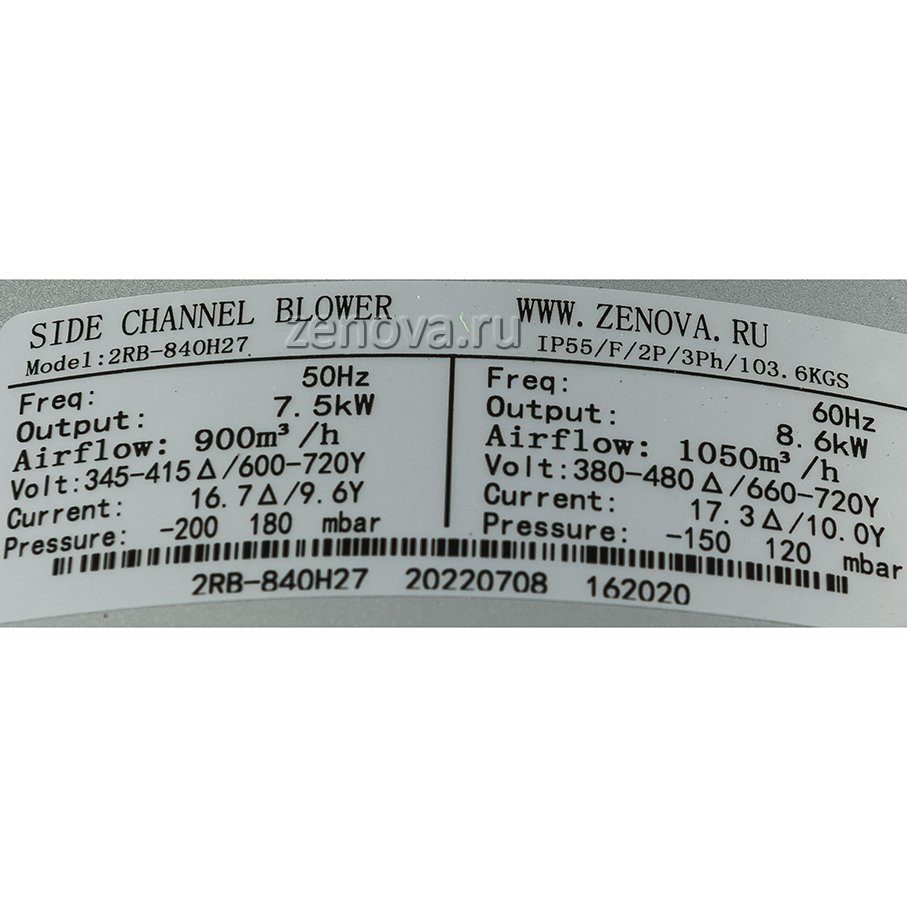 SIDE CHANNEL BLOWER WWW. ZENOVA. RU
zenova.ru
Model:2RB-840H27 IP55/F/2P/3Ph/103. 6KGS
Freq: 50Hz
Output: 7. 5kW
Airflow: 900m³/h
Volt:345-415Δ/600-720Y
Current: 16. 7Δ/9. 6Y
Pressure: -200 180 mbar
Freq: 60Hz
Output: 8. 6kW
Airflow: 1050m³/h
Volt:380-480Δ/660-720Y
Current: 17. 3Δ/10. 0Y
Pressure: -150 120 mbar
2RB-840H27 20220708 162020